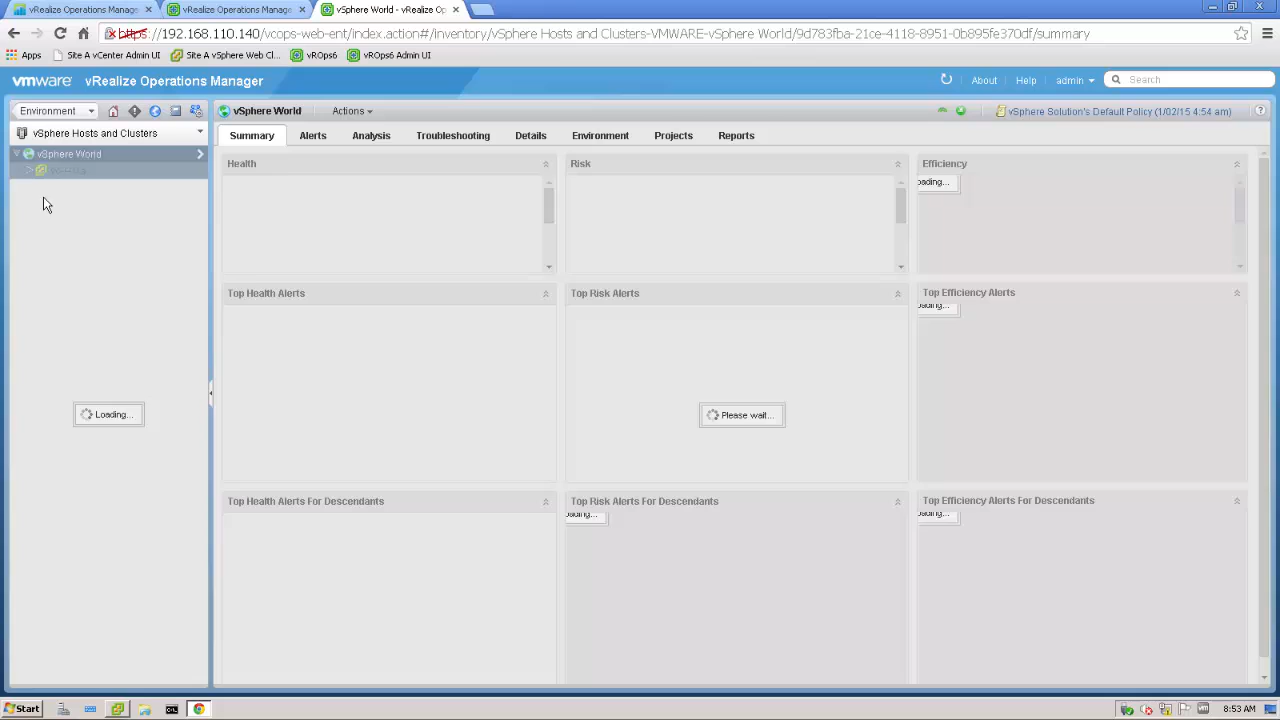 vRealize Operations Manag
vRealize Operations Manag
vSphere World - vRealize Op
https://192.168.110.140/vcops-web-ent/index.action#/inventory/vSphere Hosts and Clusters-VMWARE-vSphere World/9d783fba-21ce-4118-8951-0b895fe370df/summary
Apps
Site A vCenter Admin UI
Site A vSphere Web Cl...
vROps6
vROps6 Admin UI
vmware
vRealize Operations Manager
About
Help
admin
Search
Environment
vSphere World
Actions
vSphere Solution's Default Policy (1/02/15 4:54 am)
vSphere Hosts and Clusters
Summary
Alerts
Analysis
Troubleshooting
Details
Environment
Projects
Reports
vSphere World
Health
Risk
Efficiency
oading...
Top Health Alerts
Top Risk Alerts
Top Efficiency Alerts
oading...
Loading...
Please wait...
Top Health Alerts For Descendants
Top Risk Alerts For Descendants
Top Efficiency Alerts For Descendants
oading...
oading...
Start
8:53 AM